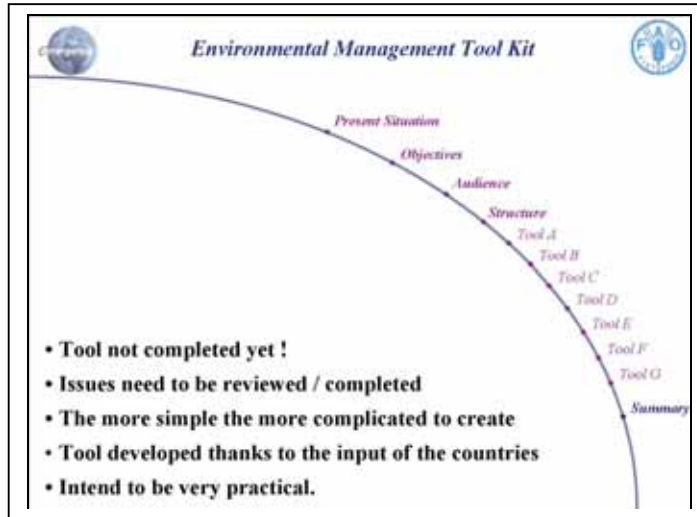 Environmental Management Tool Kit
F A O
Present Situation
Objectives
Audience
Structure
Tool A
Tool B
Tool C
Tool D
Tool E
Tool F
Tool G
Summary
• Tool not completed yet !
• Issues need to be reviewed / completed
• The more simple the more complicated to create
• Tool developed thanks to the input of the countries
• Intend to be very practical.